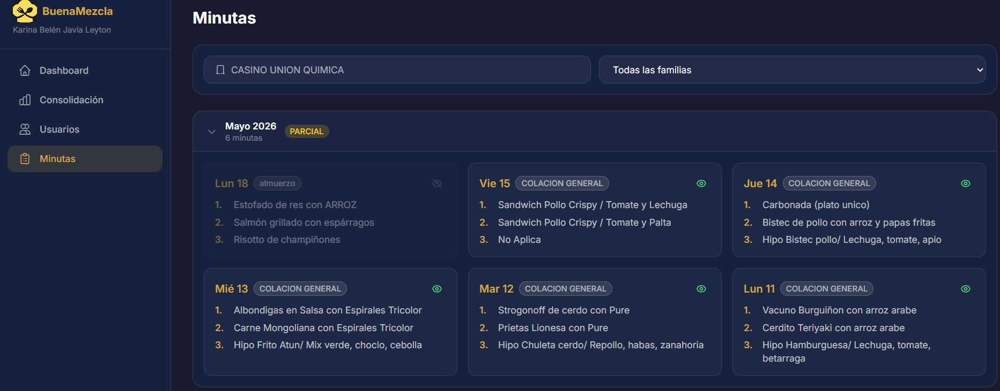 BuenaMezcla
Karina Belén Javia Leyton
Dashboard
Consolidación
Usuarios
Minutas
Minutas
CASINO UNION QUIMICA
Todas las familias
Mayo 2026
PARCIAL
6 minutas
Lun 18 almuerzo
1. Estofado de res con ARROZ
2. Salmón grillado con espárragos
3. Risotto de champiñones
Vie 15 COLACION GENERAL
1. Sandwich Pollo Crispy / Tomate y Lechuga
2. Sandwich Pollo Crispy / Tomate y Palta
3. No Aplica
Jue 14 COLACION GENERAL
1. Carbonada (plato unico)
2. Bistec de pollo con arroz y papas fritas
3. Hipo Bistec pollo/ Lechuga, tomate, apio
Mié 13 COLACION GENERAL
1. Albondigas en Salsa con Espirales Tricolor
2. Carne Mongoliana con Espirales Tricolor
3. Hipo Frito Atun/ Mix verde, choclo, cebolla
Mar 12 COLACION GENERAL
1. Strogonoff de cerdo con Pure
2. Prietas Lionesa con Pure
3. Hipo Chuleta cerdo/ Repollo, habas, zanahoria
Lun 11 COLACION GENERAL
1. Vacuno Burguiñon con arroz arabe
2. Cerdito Teriyaki con arroz arabe
3. Hipo Hamburguesa/ Lechuga, tomate,
betarraga